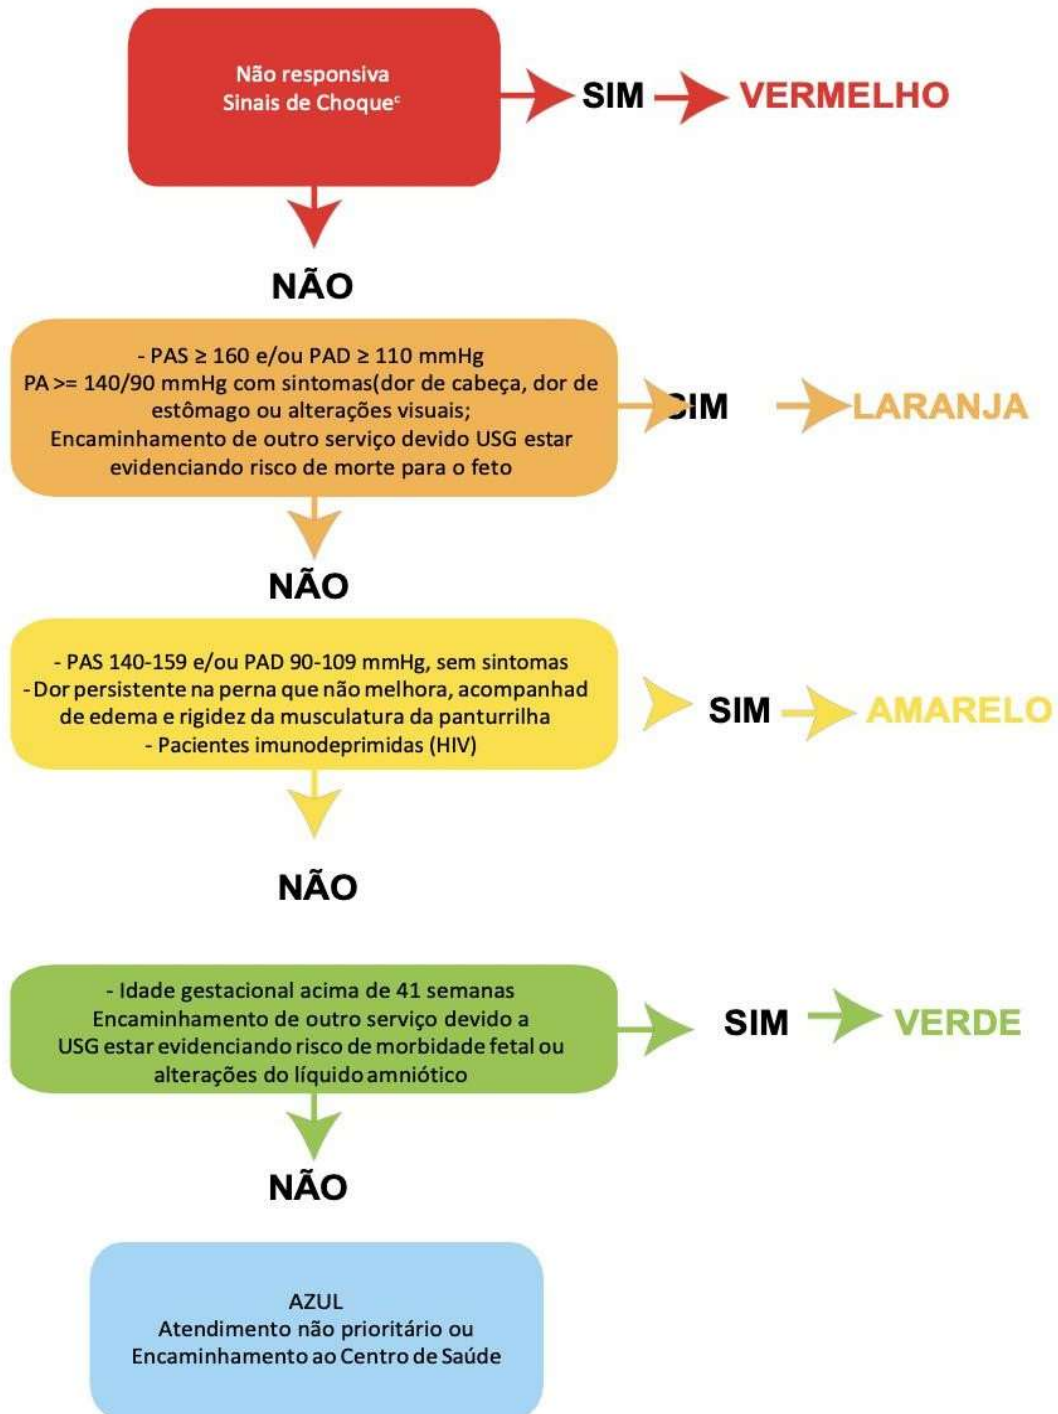 Não responsiva
Sinais de Choqueᶜ
SIM
VERMELHO
NÃO
- PAS ≥ 160 e/ou PAD ≥ 110 mmHg
PA >= 140/90 mmHg com sintomas(dor de cabeça, dor de
estômago ou alterações visuais;
Encaminhamento de outro serviço devido USG estar
evidenciando risco de morte para o feto
SIM
LARANJA
NÃO
- PAS 140-159 e/ou PAD 90-109 mmHg, sem sintomas
- Dor persistente na perna que não melhora, acompanhad
de edema e rigidez da musculatura da panturrilha
- Pacientes imunodeprimidas (HIV)
SIM
AMARELO
NÃO
- Idade gestacional acima de 41 semanas
Encaminhamento de outro serviço devido a
USG estar evidenciando risco de morbidade fetal ou
alterações do líquido amniótico
SIM
VERDE
NÃO
AZUL
Atendimento não prioritário ou
Encaminhamento ao Centro de Saúde